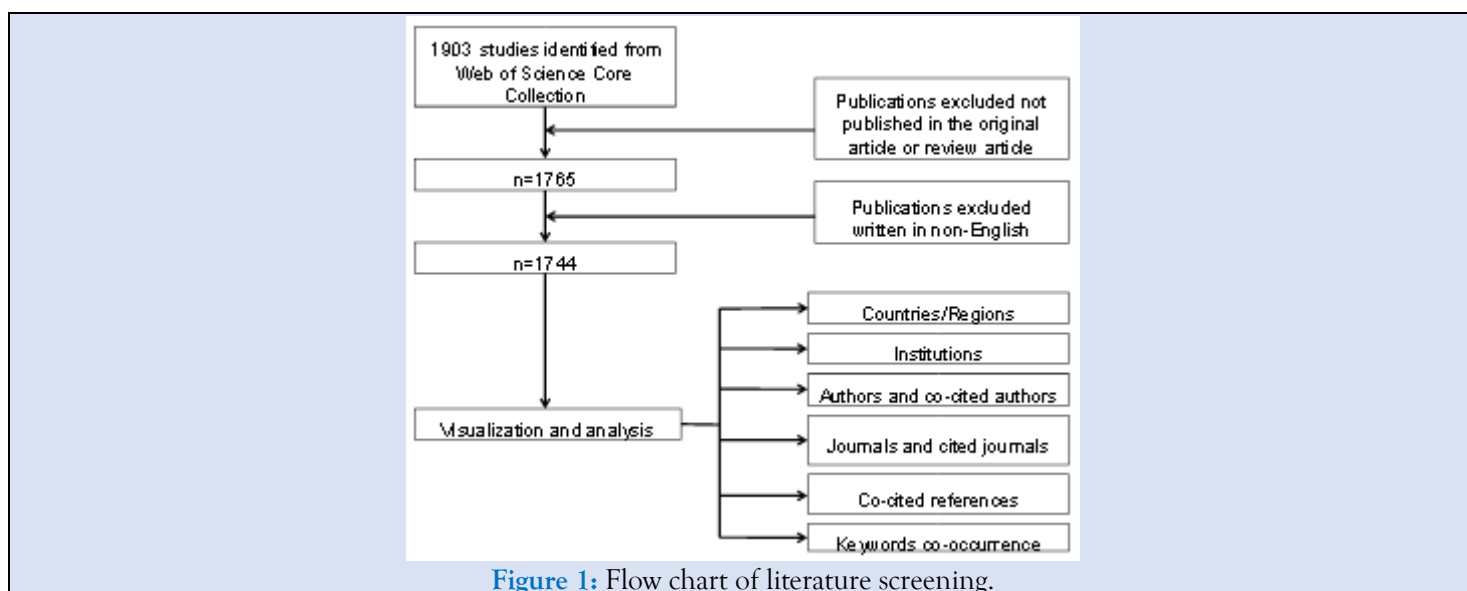 1903 studies identified from
Web of Science Core
Collection
Publications excluded not
published in the original
article or review article
n=1765
Publications excluded
written in non-English
n=1744
Countries/Regions
Institutions
Authors and co-cited authors
Visualization and analysis
Journals and cited journals
Co-cited references
Keywords co-occurrence
Figure 1: Flow chart of literature screening.